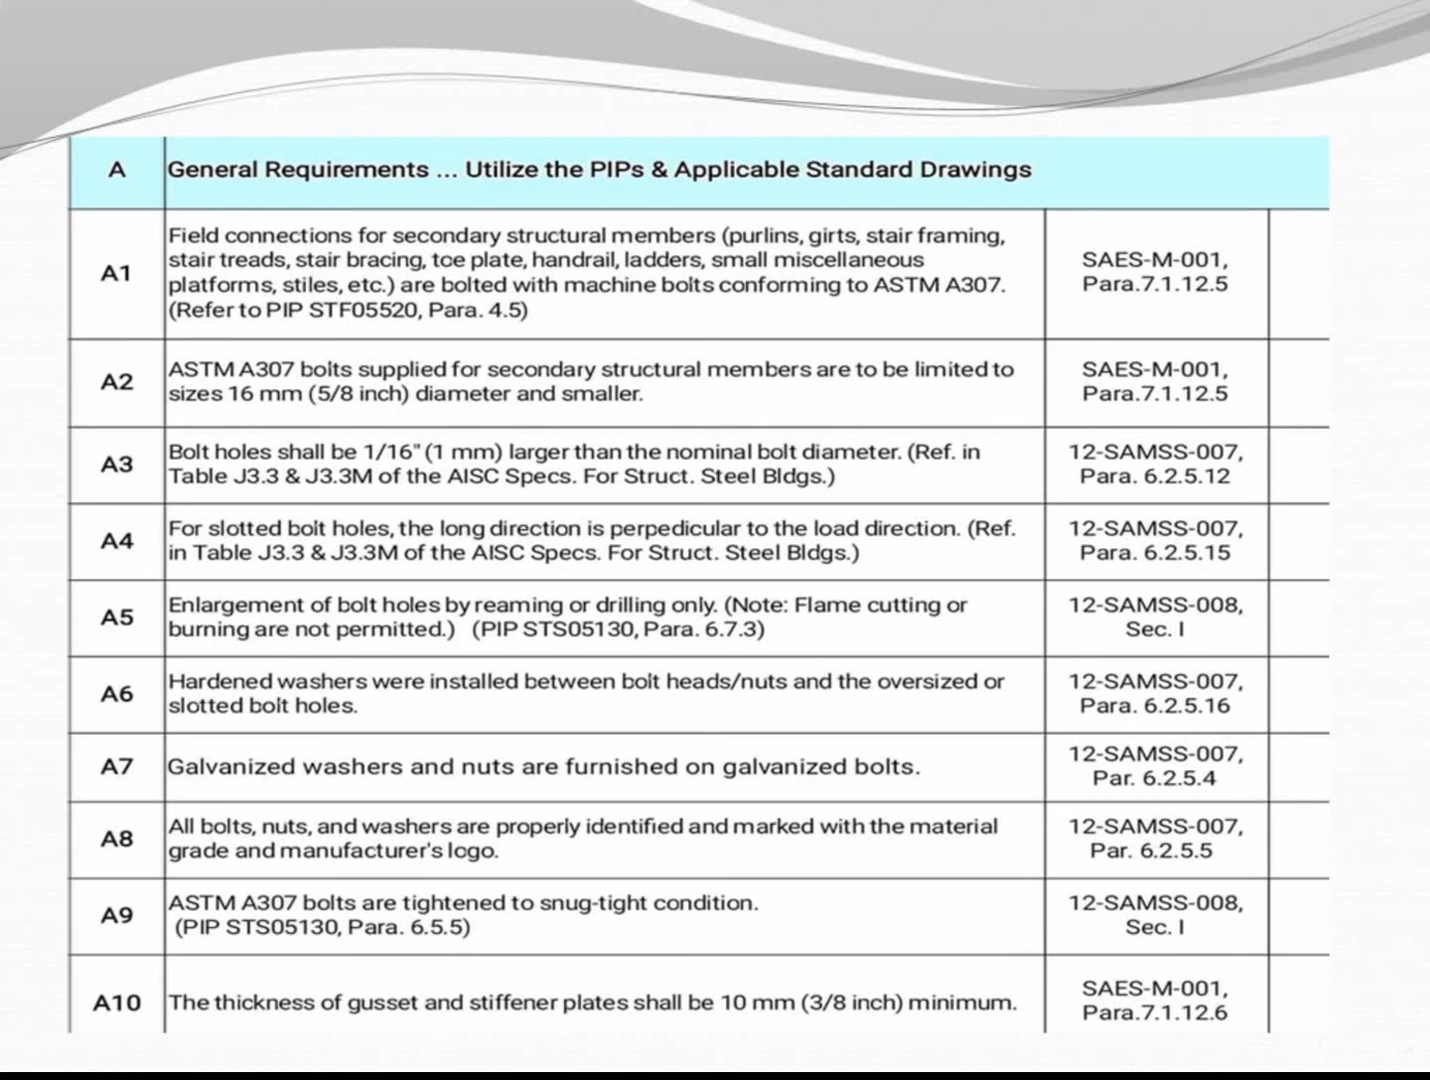 A General Requirements ... Utilize the PIPs & Applicable Standard Drawings
Field connections for secondary structural members (purlins, girts, stair framing,
stair treads, stair bracing, tce plate, handrail, ladders, small miscellaneous
platforms, stiles, etc.) are bolted with machine bolts conforming to ASTM A307.
(Refer to PIP STF05520, Para. 4.5)
A1
SAES-M-001,
Para.7.1.12.5
ASTM A307 bolts supplied for secondary structural members are to be limited to
sizes 16 mm (5/8 inch) diameter and smaller.
A2
SAES-M-001,
Para.7.1.12.5
Bolt holes shall be 1/16" (1 mm) larger than the nominal bolt diameter. (Ref. in
Table J3.3 & J3.3M of the AISC Specs. For Struct. Steel Bldgs.)
A3
12-SAMSS-007,
Para. 6.2.5.12
For slotted bolt holes, the long direction is perpedicular to the load direction. (Ref.
in Table J3.3 & J3.3M of the AISC Specs. For Struct. Steel Bldgs.)
A4
12-SAMSS-007,
Para. 6.2.5.15
Enlargement of bolt holes by reaming or drilling only. (Note: Flame cutting or
burning are not permitted.) (PIP STS05130, Para. 6.7.3)
A5
12-SAMSS-008,
Sec. I
Hardened washers were installed between bolt heads/nuts and the oversized or
slotted bolt holes.
A6
12-SAMSS-007,
Para. 6.2.5.16
A7
Galvanized washers and nuts are furnished on galvanized bolts.
12-SAMSS-007,
Par. 6.2.5.4
All bolts, nuts, and washers are properly identified and marked with the material
grade and manufacturer's logo.
A8
12-SAMSS-007,
Par. 6.2.5.5
ASTM A307 bolts are tightened to snug-tight condition.
(PIP STS05130, Para. 6.5.5)
A9
12-SAMSS-008,
Sec. I
A10
The thickness of gusset and stiffener plates shall be 10 mm (3/8 inch) minimum.
SAES-M-001,
Para.7.1.12.6